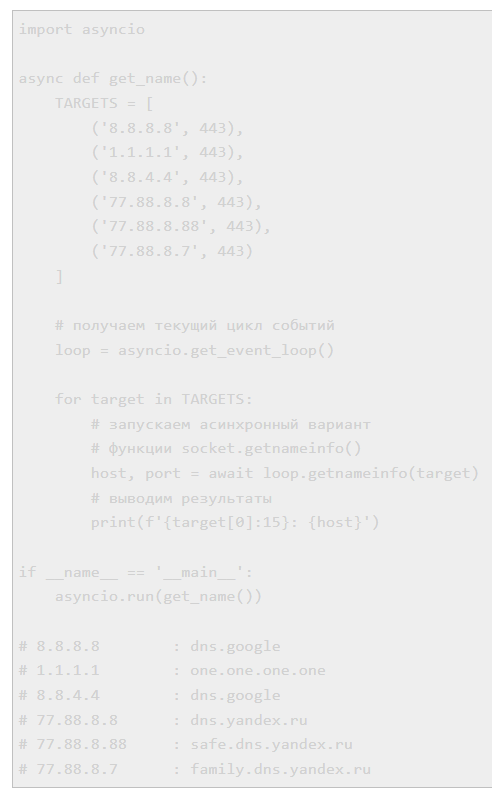 import asyncio

async def get_name():
    TARGETS = [
        ('8.8.8.8', 443),
        ('1.1.1.1', 443),
        ('8.8.4.4', 443),
        ('77.88.8.8', 443),
        ('77.88.8.88', 443),
        ('77.88.8.7', 443)
    ]

    # получаем текущий цикл событий
    loop = asyncio.get_event_loop()

    for target in TARGETS:
        # запускаем асинхронный вариант
        # функции socket.getnameinfo()
        host, port = await loop.getnameinfo(target)
        # выводим результаты
        print(f'{target[0]:15}: {host}')

if __name__ == '__main__':
    asyncio.run(get_name())

# 8.8.8.8        : dns.google
# 1.1.1.1        : one.one.one.one
# 8.8.4.4        : dns.google
# 77.88.8.8      : dns.yandex.ru
# 77.88.8.88     : safe.dns.yandex.ru
# 77.88.8.7      : family.dns.yandex.ru